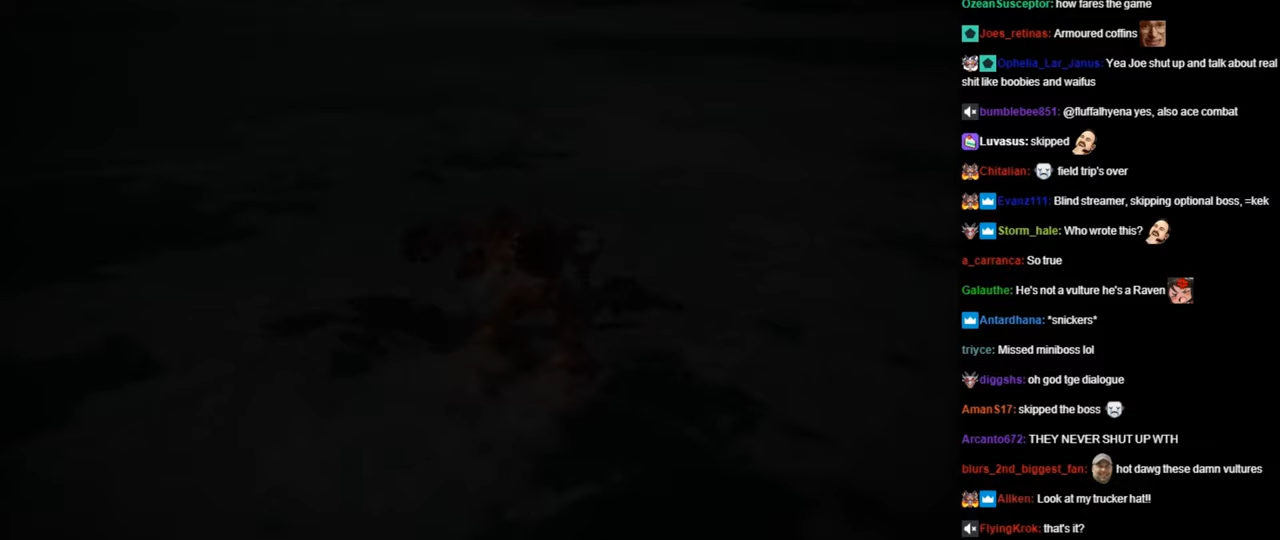 OzeanSusceptor: how fares the game
Joes_retinas: Armoured coffins
Ophelia_Lar_Janus: Yea Joe shut up and talk about real
shit like boobies and waifus
bumblebee851: @fluffalhyena yes, also ace combat
Luvasus: skipped
Chitalian: field trip's over
Evanz111: Blind streamer, skipping optional boss, =kek
Storm_hale: Who wrote this?
a_carranca: So true
Galauthe: He's not a vulture he's a Raven
Antardhana: *snickers*
triyce: Missed miniboss lol
diggshs: oh god tge dialogue
AmanS17: skipped the boss
Arcanto672: THEY NEVER SHUT UP WTH
blurs_2nd_biggest_fan: hot dawg these damn vultures
Allken: Look at my trucker hat!!
FlyingKrok: that's it?